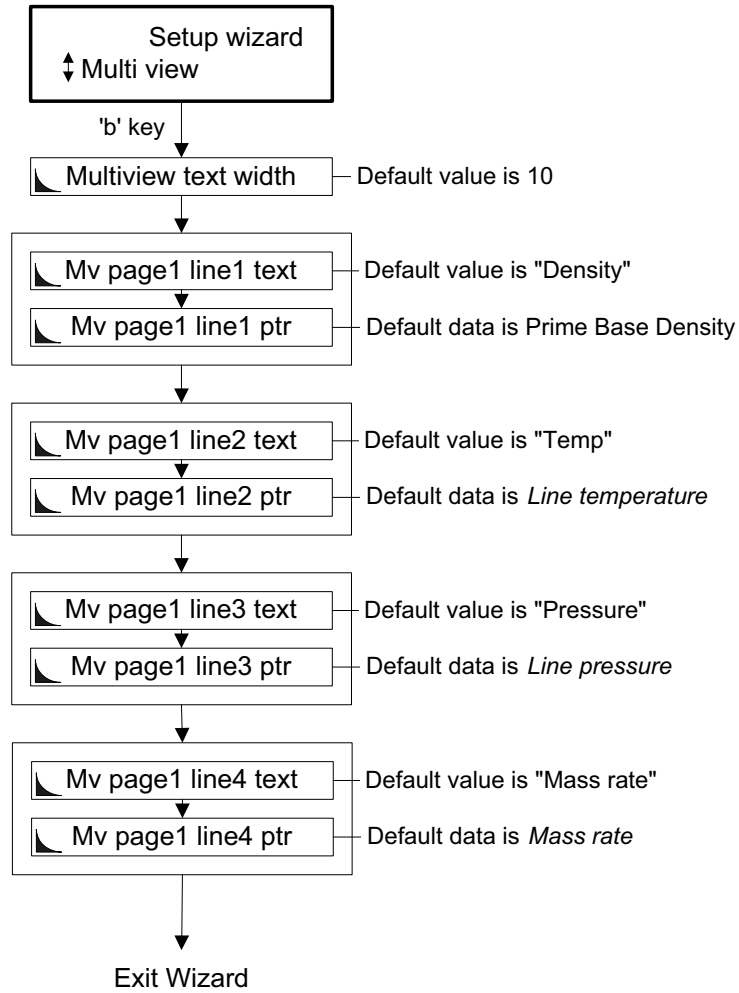 Setup wizard
Multi view
'b' key
Multiview text width
Default value is 10
Mv page1 line1 text
Default value is "Density"
Mv page1 line1 ptr
Default data is Prime Base Density
Mv page1 line2 text
Default value is "Temp"
Mv page1 line2 ptr
Default data is Line temperature
Mv page1 line3 text
Default value is "Pressure"
Mv page1 line3 ptr
Default data is Line pressure
Mv page1 line4 text
Default value is "Mass rate"
Mv page1 line4 ptr
Default data is Mass rate
Exit Wizard